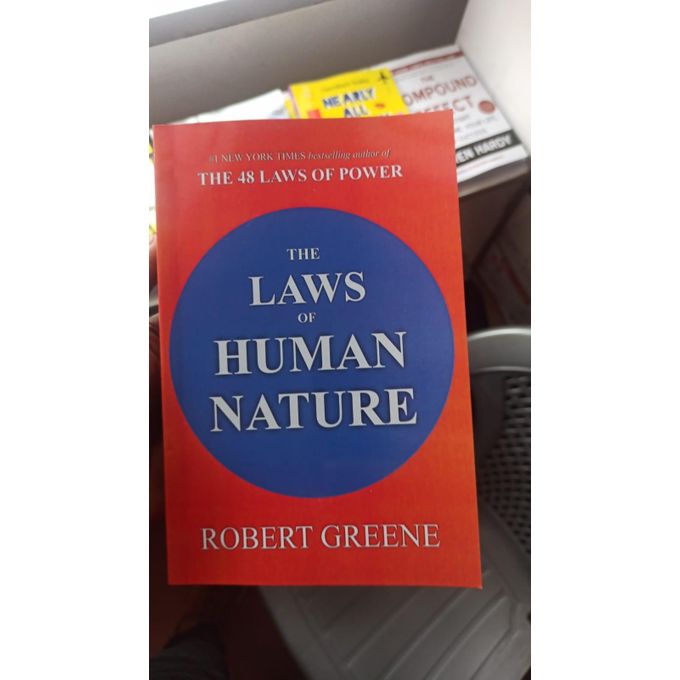 #1 NEW YORK TIMES bestselling author of
THE 48 LAWS OF POWER
THE
LAWS
OF
HUMAN
NATURE
ROBERT GREENE
NEARLY
ALL
THE
COMPOUND
EFFECT
HARDY